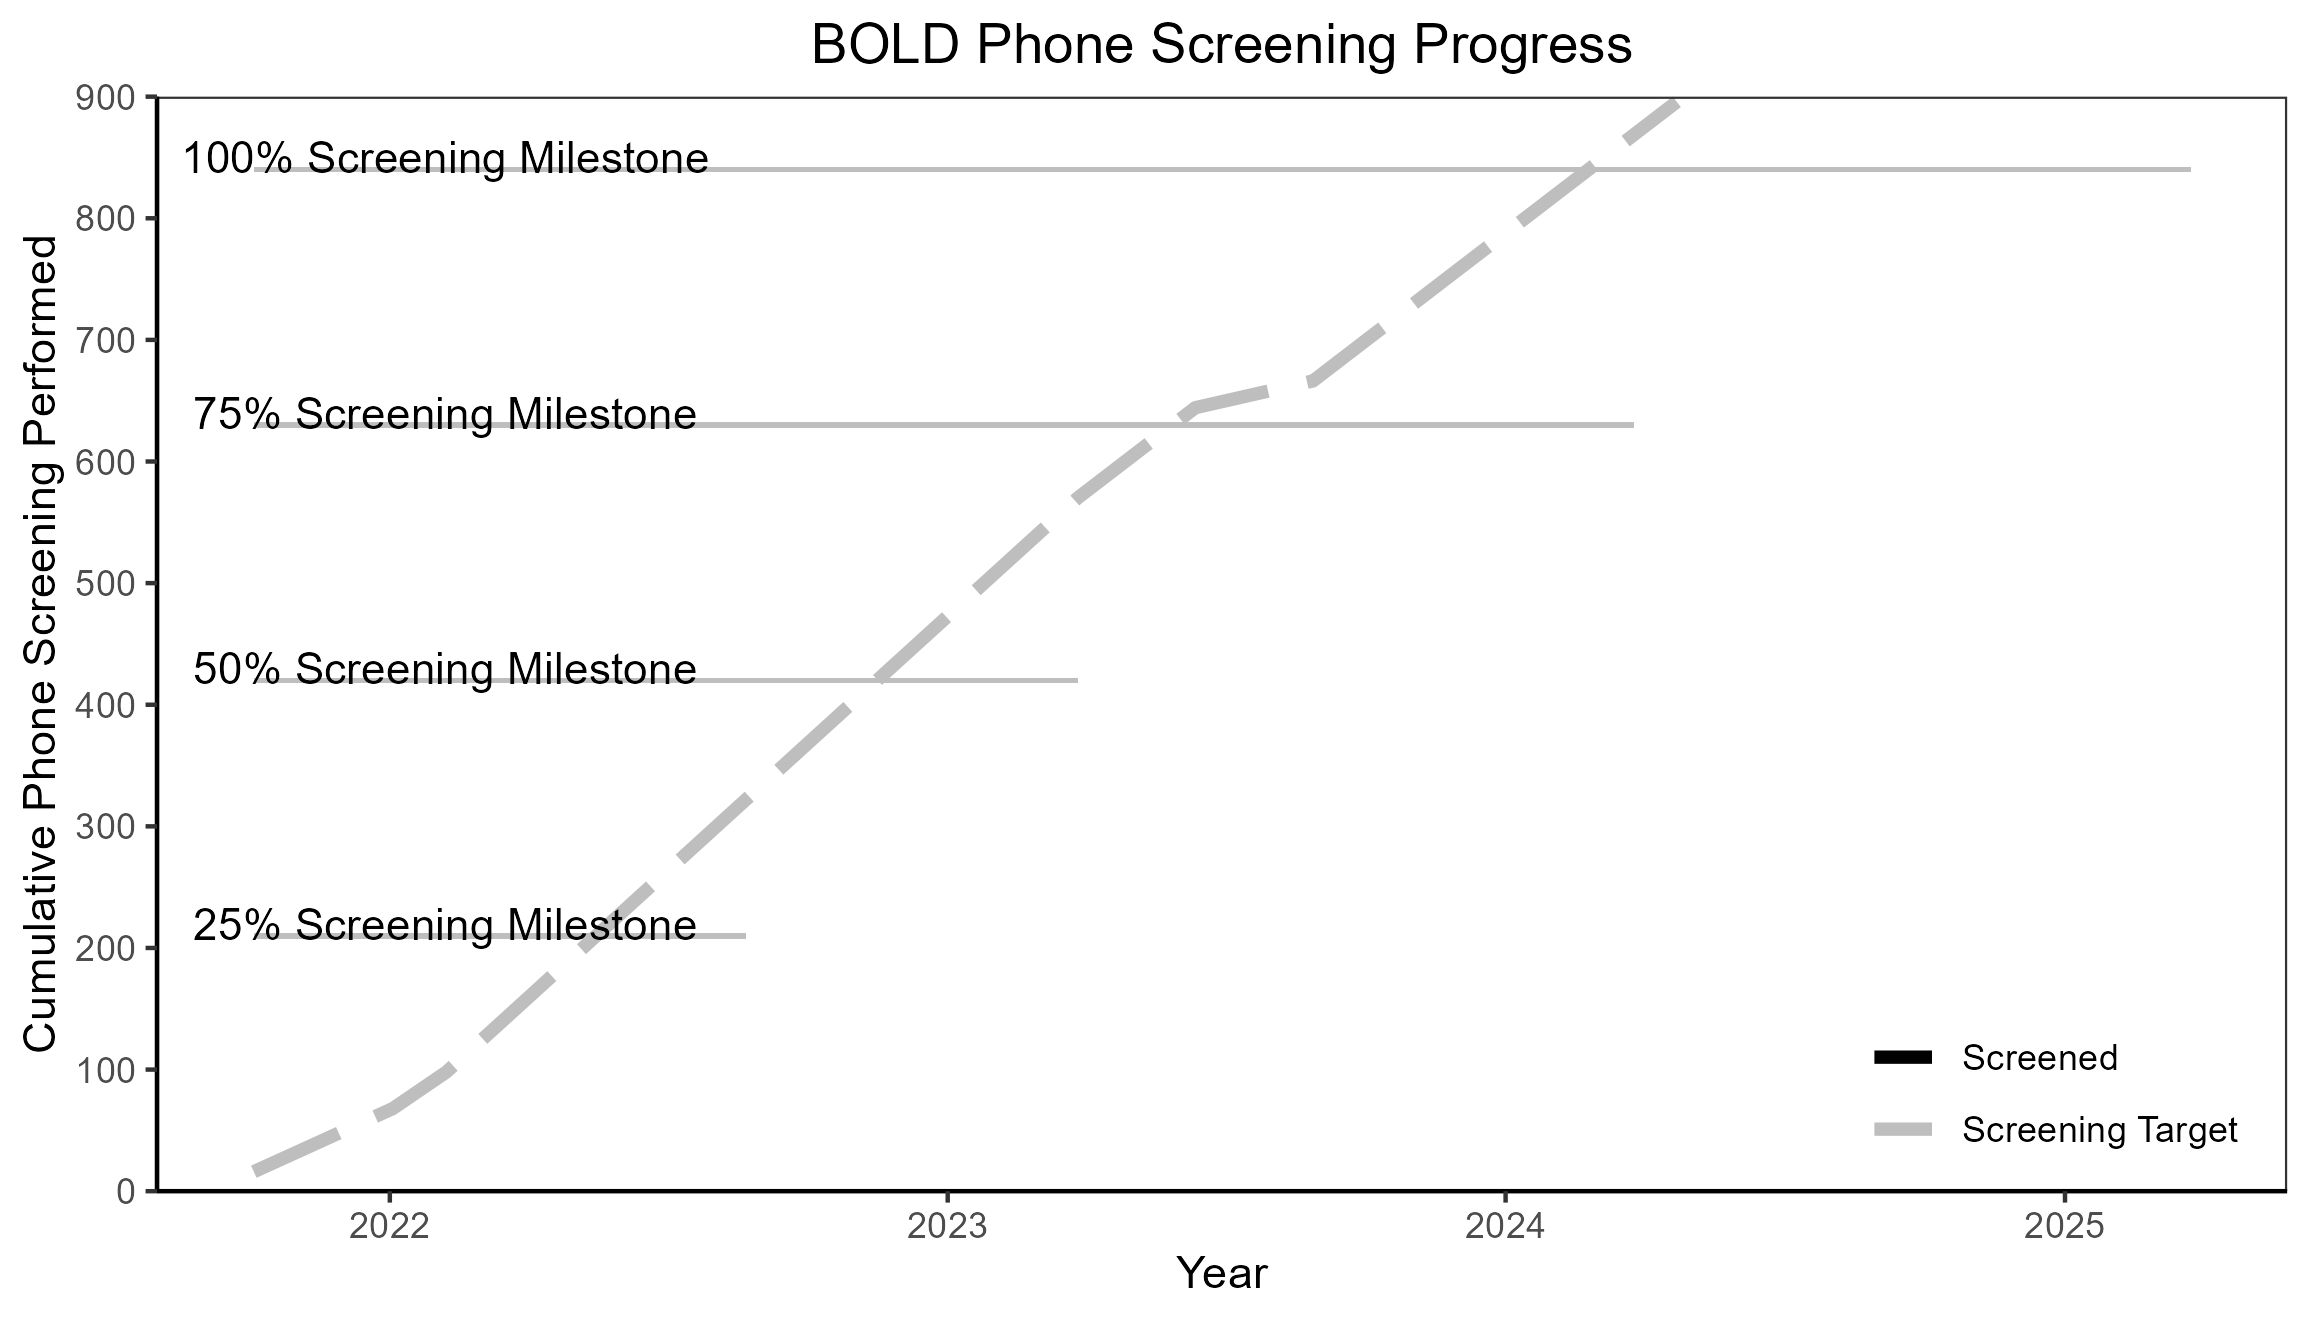 BOLD Phone Screening Progress
Cumulative Phone Screening Performed
900
800
700
600
500
400
300
200
100
0
100% Screening Milestone
75% Screening Milestone
50% Screening Milestone
25% Screening Milestone
Screened
Screening Target
2022
2023
2024
2025
Year